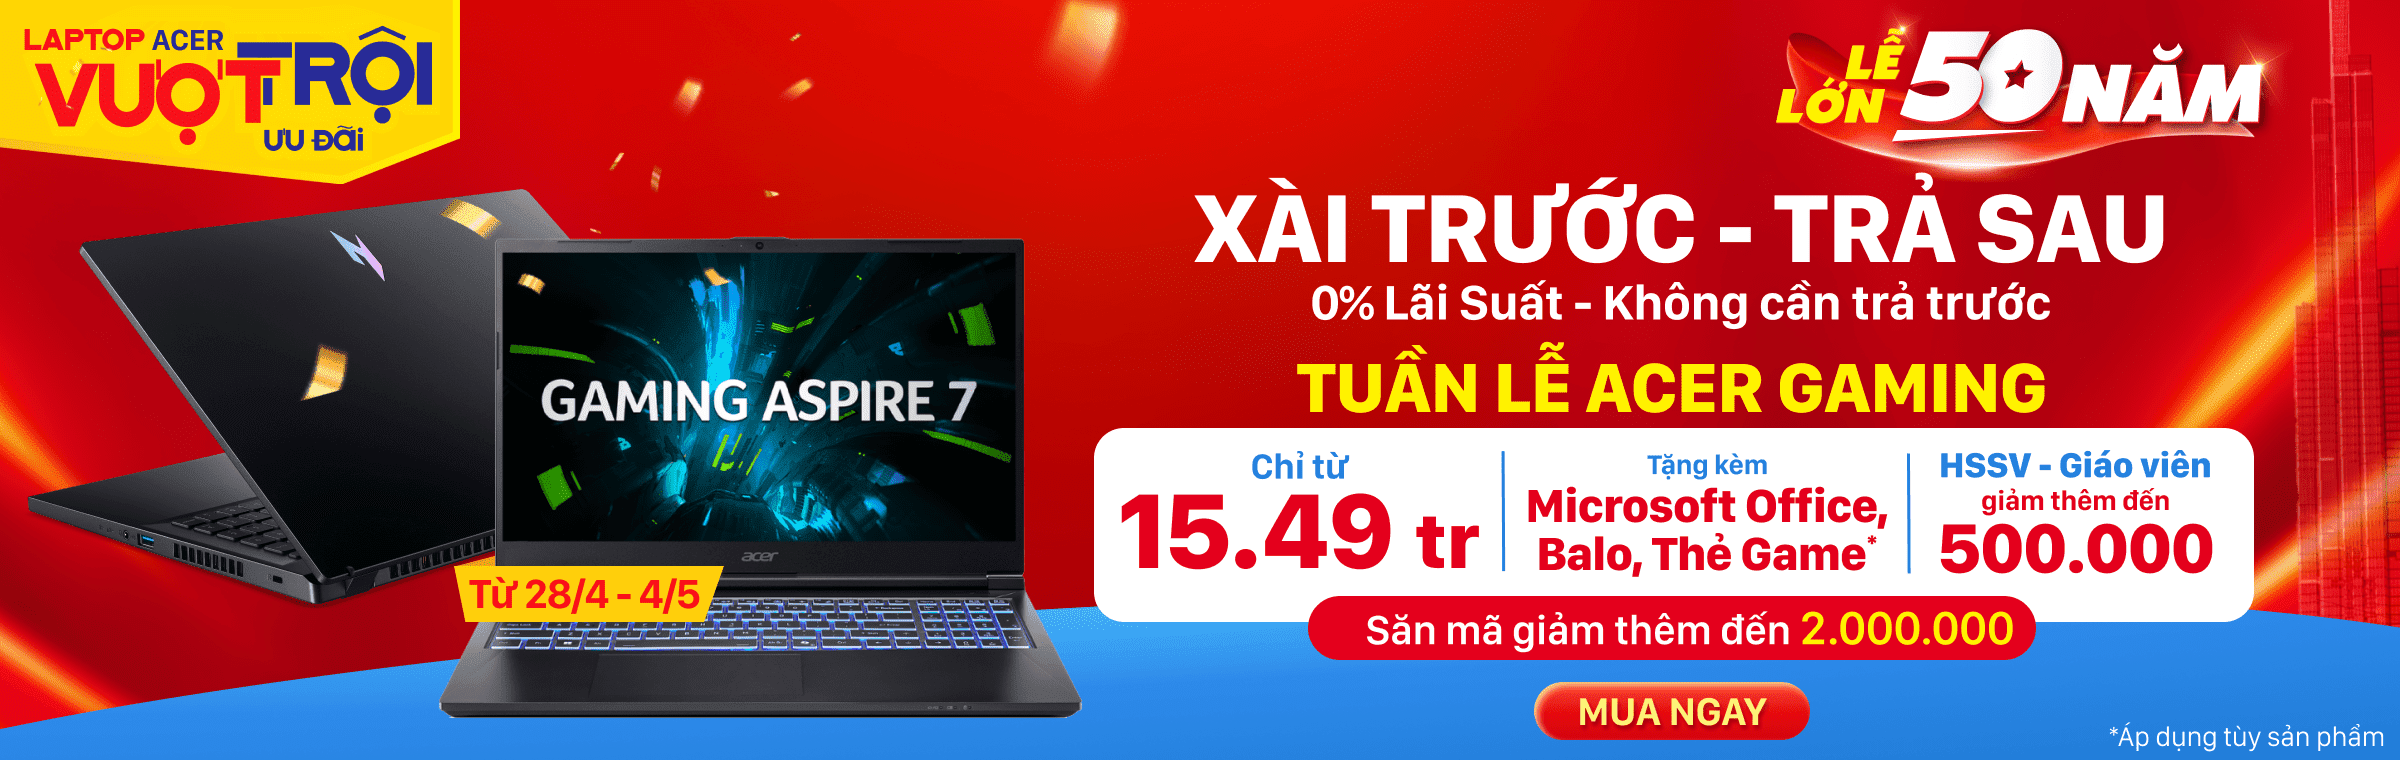 LAPTOP ACER
VƯỢT TRỘI
ƯU ĐÃI
LỄ LỚN 50 NĂM
XÀI TRƯỚC - TRẢ SAU
0% Lãi Suất - Không cần trả trước
TUẦN LỄ ACER GAMING
GAMING ASPIRE 7
acer
Từ 28/4 - 4/5
Chỉ từ
15.49 tr
Tặng kèm
Microsoft Office,
Balo, Thẻ Game*
HSSV - Giáo viên
giảm thêm đến
500.000
Săn mã giảm thêm đến 2.000.000
MUA NGAY
*Áp dụng tùy sản phẩm